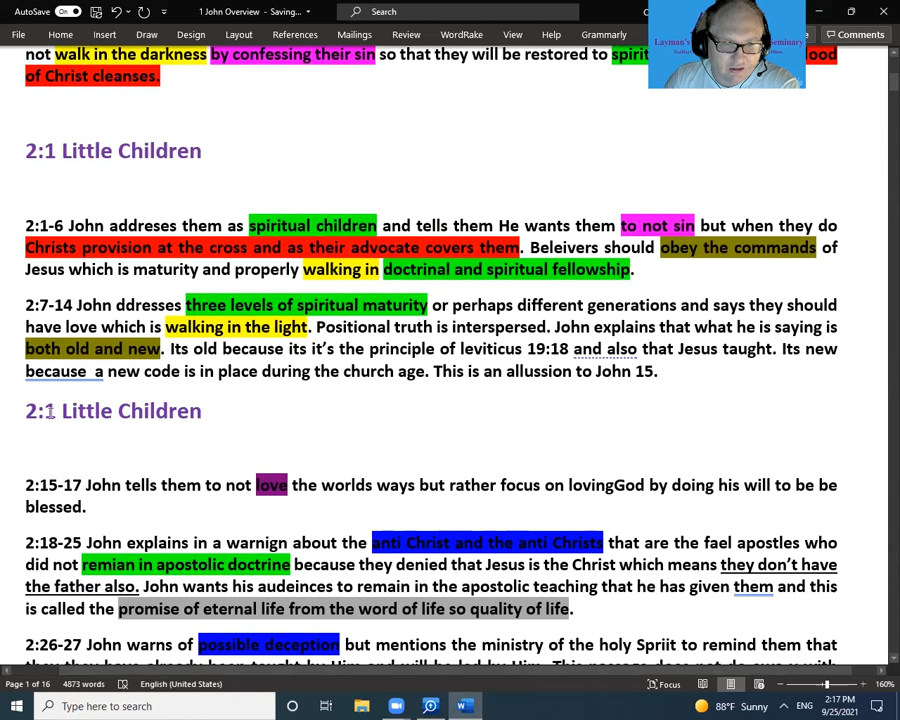 AutoSave On 1 John Overview - Saving... Search
File Home Insert Draw Design Layout References Mailings Review WordRake View Help Grammarly Comments
not walk in the darkness by confessing their sin so that they will be restored to
of Christ cleanses.
2:1 Little Children
2:1-6 John addreses them as spiritual children and tells them He wants them to not sin but when they do
Christs provision at the cross and as their advocate covers them. Beleivers should obey the commands of
Jesus which is maturity and properly walking in doctrinal and spiritual fellowship.
2:7-14 John ddresses three levels of spiritual maturity or perhaps different generations and says they should
have love which is walking in the light. Positional truth is interspersed. John explains that what he is saying is
both old and new. Its old because its it's the principle of leviticus 19:18 and also that Jesus taught. Its new
because a new code is in place during the church age. This is an allussion to John 15.
2:1 Little Children
2:15-17 John tells them to not love the worlds ways but rather focus on lovingGod by doing his will to be be
blessed.
2:18-25 John explains in a warnign about the anti Christ and the anti Christs that are the fael apostles who
did not remian in apostolic doctrine because they denied that Jesus is the Christ which means they don't have
the father also. John wants his audeinces to remain in the apostolic teaching that he has given them and this
is called the promise of eternal life from the word of life so quality of life.
2:26-27 John warns of possible deception but mentions the ministry of the holy Spriit to remind them that
Page 1 of 16 4873 words English (United States) Focus 160%
Type here to search 88°F Sunny ENG 2:17 PM
9/25/2021